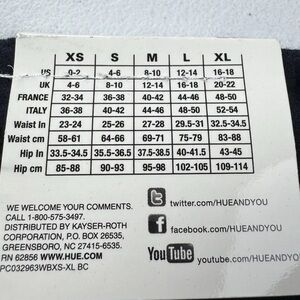 XS S M L XL
US 0-2 4-6 8-10 12-14 16-18
UK 4-6 8-10 12-14 16-18 20-22
FRANCE 32-34 36-38 40-42 44-46 48-50
ITALY 36-38 40-42 44-46 48-50 52-54
Waist In 23-24 25-26 27-28 29.5-31 32.5-34.5
Waist cm 58-61 64-66 69-71 75-79 83-88
Hip In 33.5-34.5 35.5-36.5 37.5-38.5 40-41.5 43-45
Hip cm 85-88 90-93 95-98 102-105 109-114
WE WELCOME YOUR COMMENTS.
CALL 1-800-575-3497.
DISTRIBUTED BY KAYSER-ROTH
CORPORATION, P.O. BOX 26535,
GREENSBORO, NC 27415-6535.
RN 62856 WWW.HUE.COM
PC032963WBXS-XL BC
t twitter.com/HUEANDYOU
f facebook.com/HUEANDYOU
YouTube youtube.com/HUEANDYOU